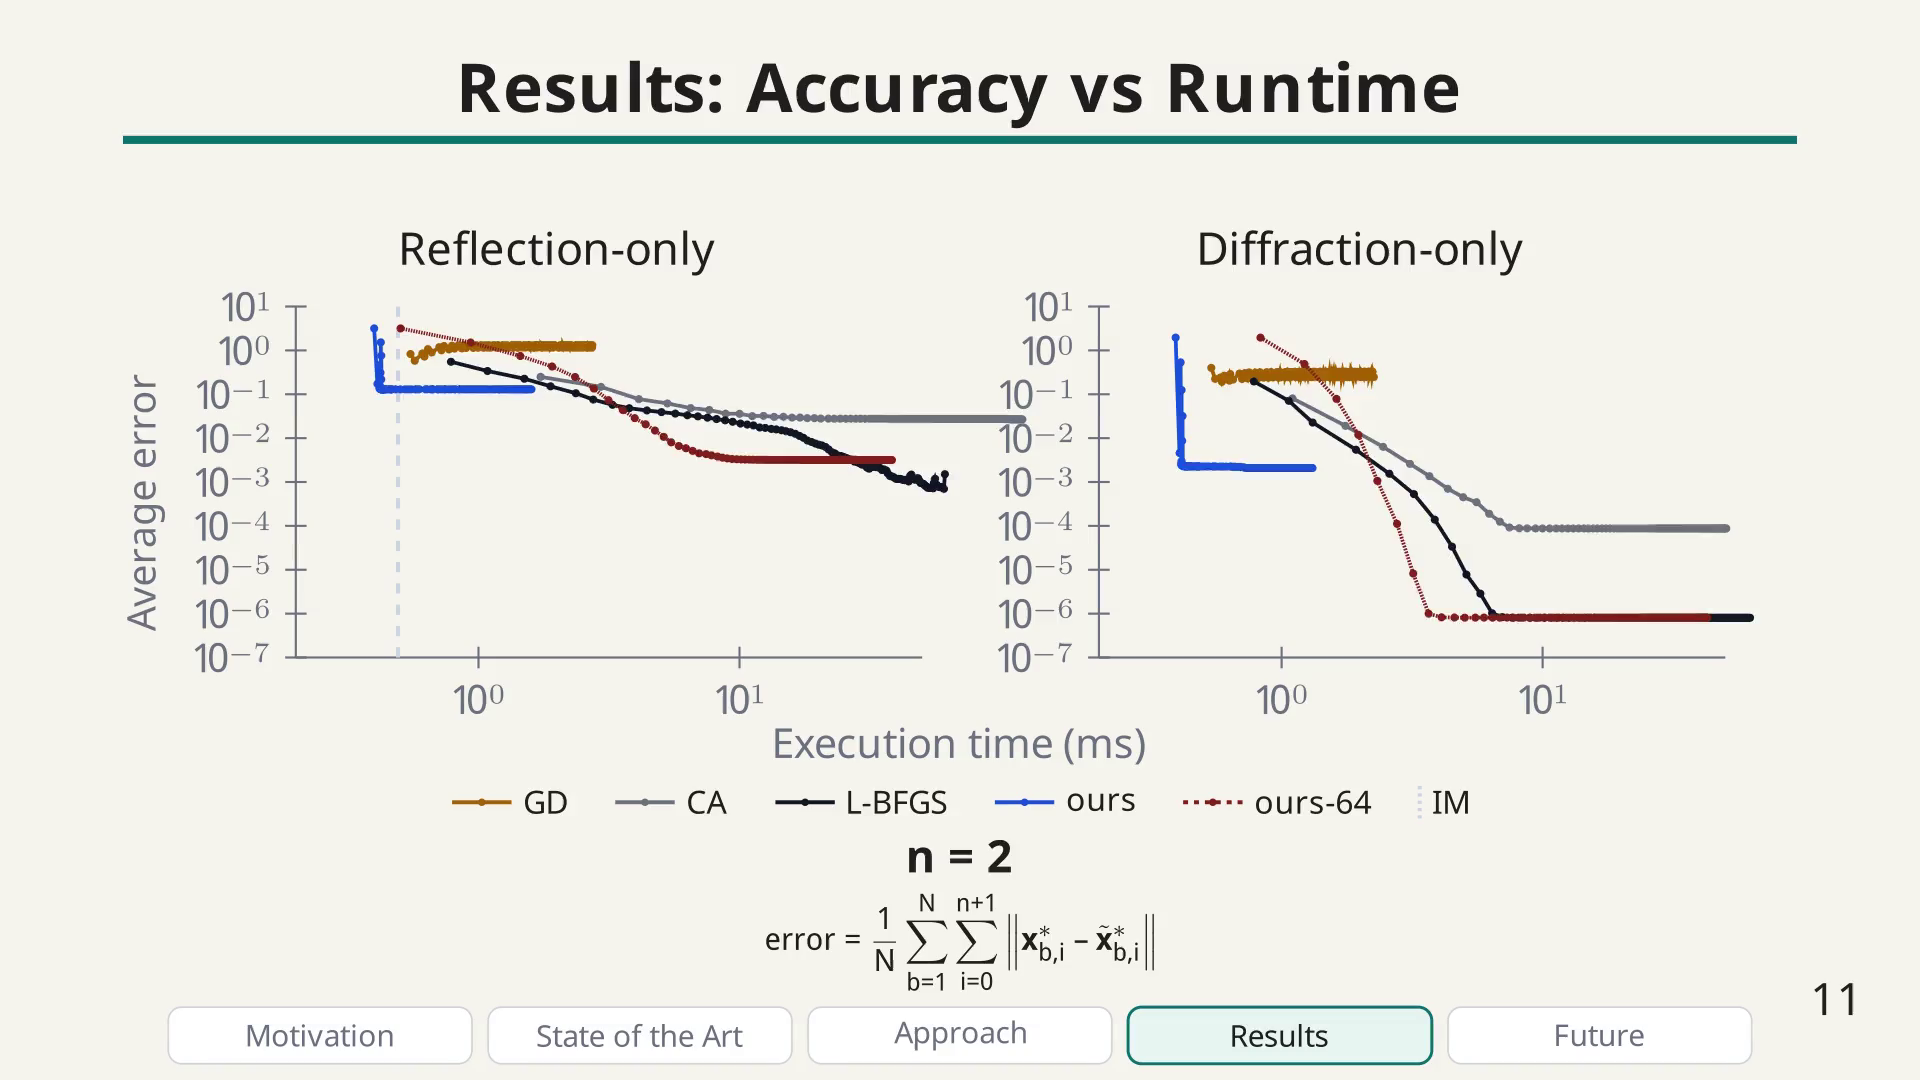 Results: Accuracy vs Runtime
Reflection-only
Diffraction-only
Average error
10¹
10⁰
10⁻¹
10⁻²
10⁻³
10⁻⁴
10⁻⁵
10⁻⁶
10⁻⁷
10⁰ 10¹
10¹
10⁰
10⁻¹
10⁻²
10⁻³
10⁻⁴
10⁻⁵
10⁻⁶
10⁻⁷
10⁰ 10¹
Execution time (ms)
GD CA L-BFGS ours ours-64 IM
n = 2
error = 1/N ∑_{b=1}^{N} ∑_{i=0}^{n+1} ‖x*_{b,i} – x̃*_{b,i}‖
11
Motivation State of the Art Approach Results Future